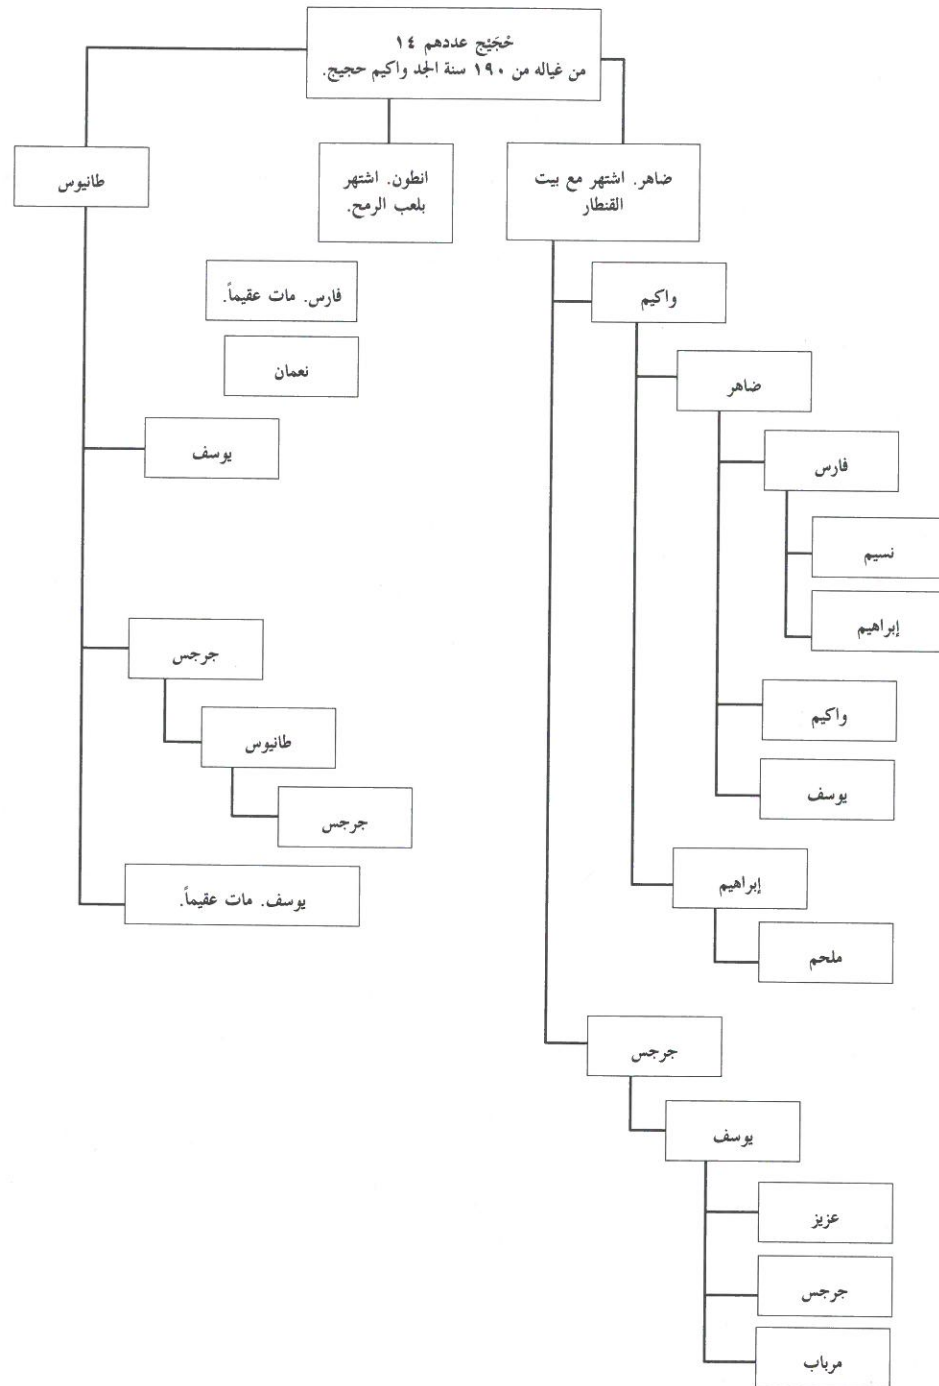 حُجَيْج عددهم ١٤
من غياله من ١٩٠ سنة الجد واكيم حجيج.
ضاهر. اشتهر مع بيت
القنطار
انطون. اشتهر
بلعب الرمح.
طانيوس
واكيم
ضاهر
فارس
نسيم
إبراهيم
واكيم
يوسف
إبراهيم
ملحم
جرجس
يوسف
عزيز
جرجس
مرباب
فارس. مات عقيماً.
نعمان
يوسف
جرجس
طانيوس
جرجس
يوسف. مات عقيماً.